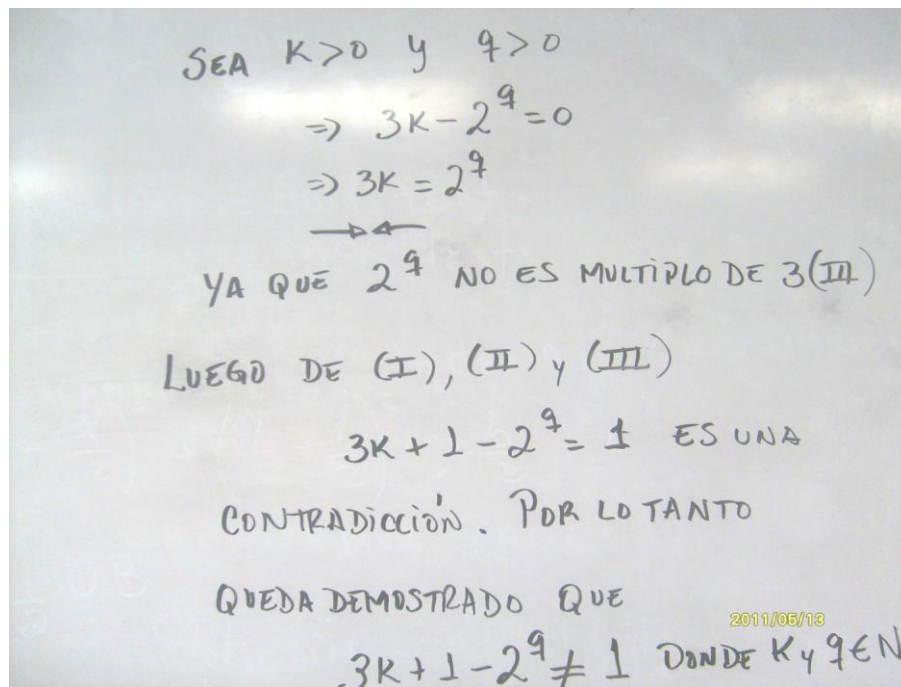 SEA K>0 y q>0
⇒ 3K-2^q=0
⇒ 3K=2^q
→←
YA QUE 2^q NO ES MULTIPLO DE 3(III)
LUEGO DE (I), (II) y (III)
3K+1-2^q=1 ES UNA
CONTRADICCIÓN. POR LO TANTO
QUEDA DEMOSTRADO QUE
2011/05/13
3K+1-2^q≠1 DONDE K y q∈N